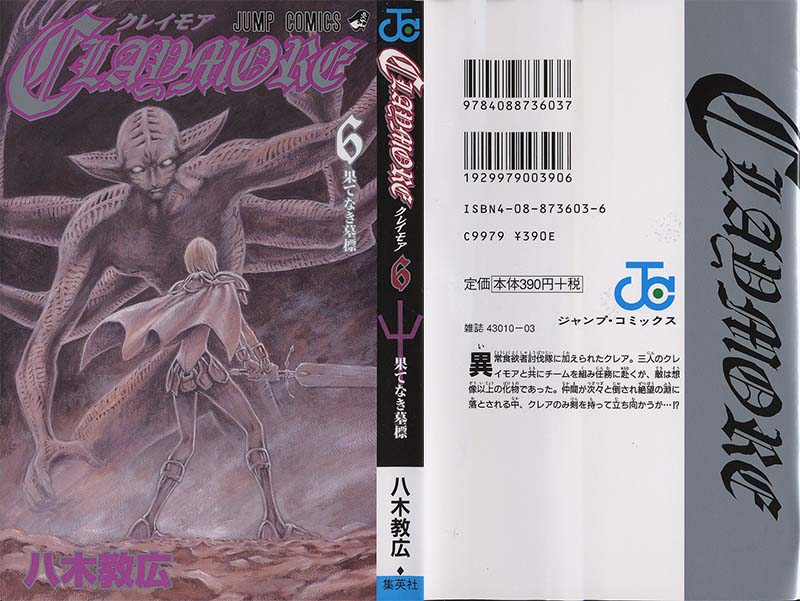 クレイモア
JUMP COMICS
CLAYMORE
6
果てなき墓標
八木教広
CLAYMORE
クレイモア
6
果てなき墓標
八木教広
集英社
9784088736037
1929979003906
ISBN4-08-873603-6
C9979 ¥390E
定価 本体390円+税
ジャンプ・コミックス
雑誌 43010-03
異常食欲者討伐隊に加えられたクレア。三人のクレ
イモアと共にチームを組み任務に赴くが、敵は想
像以上の化物であった。仲間が次々と倒され絶望の淵に
落とされる中、クレアのみ剣を持って立ち向かうが…!?
CLAYMORE